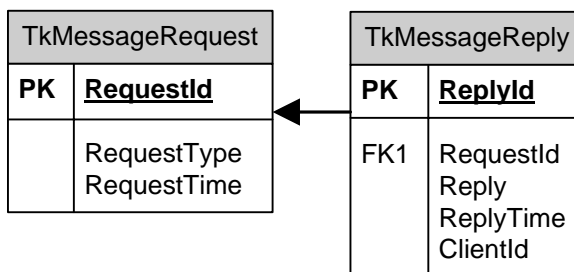 TkMessageRequest
PK RequestId
RequestType
RequestTime
TkMessageReply
PK ReplyId
FK1 RequestId
Reply
ReplyTime
ClientId